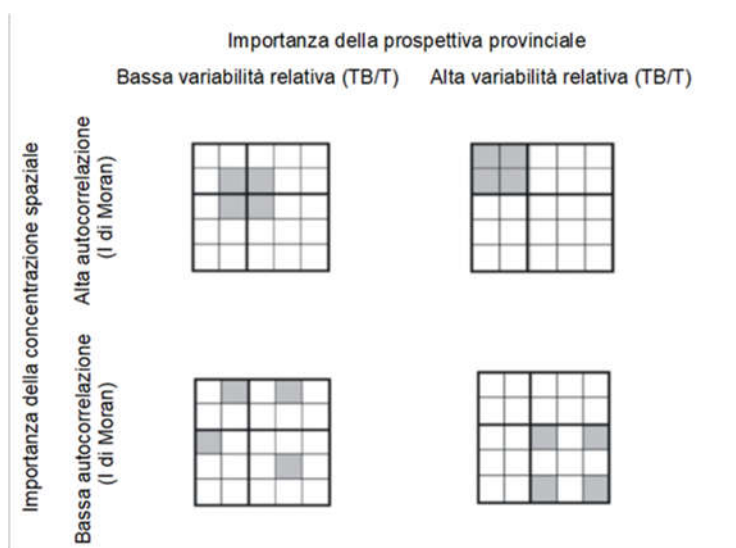 Importanza della prospettiva provinciale
Bassa variabilità relativa (TB/T)
Alta variabilità relativa (TB/T)
Importanza della concentrazione spaziale
Alta autocorrelazione
(I di Moran)
Bassa autocorrelazione
(I di Moran)